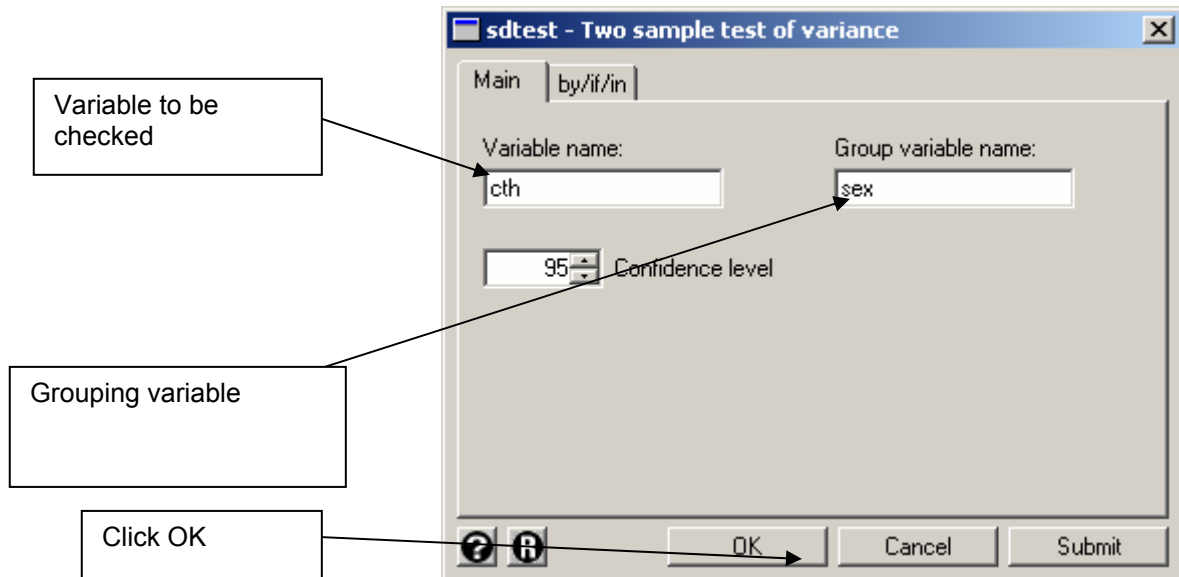 sdtest - Two sample test of variance
Main
by/if/in
Variable to be
checked
Variable name:
Group variable name:
cth
sex
95
Confidence level
Grouping variable
Click OK
OK
Cancel
Submit